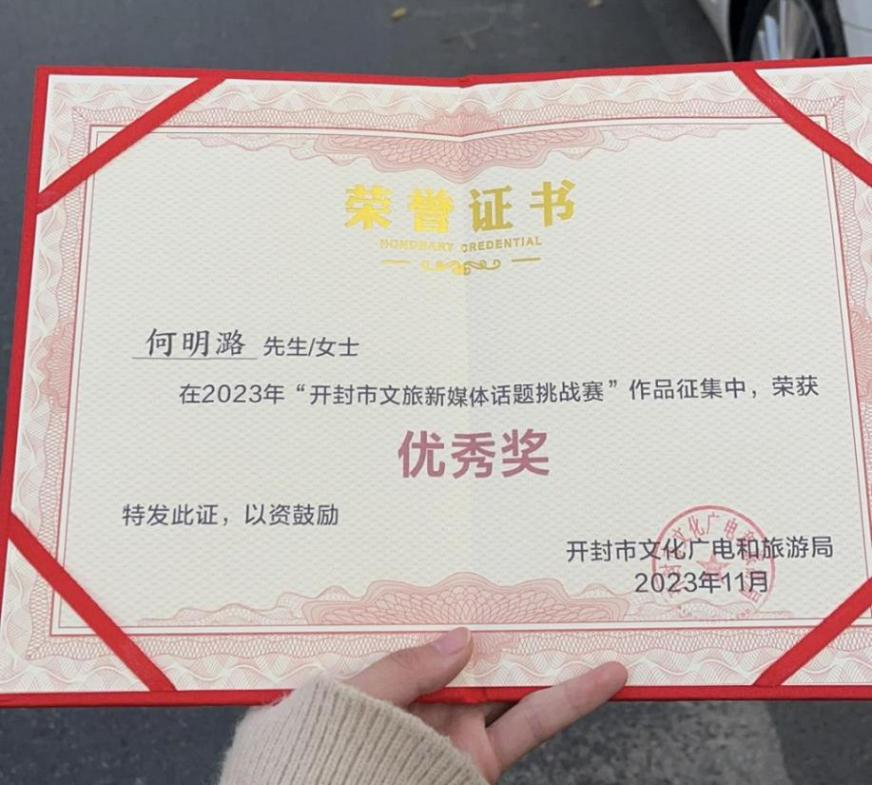 荣誉证书
HONORARY CREDENTIAL
何明潞 先生/女士
在2023年“开封市文旅新媒体话题挑战赛”作品征集中，荣获
优秀奖
特发此证，以资鼓励
开封市文化广电和旅游局
2023年11月